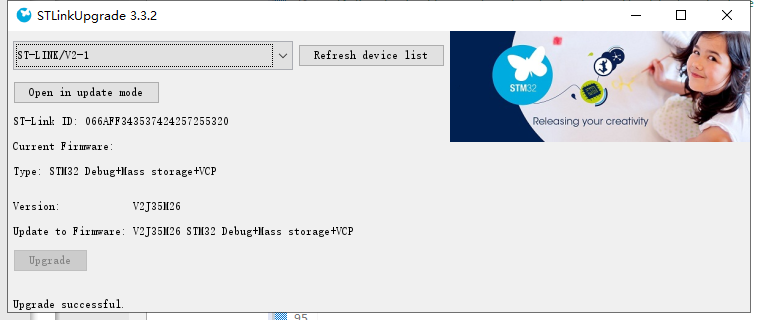 STLinkUpgrade 3.3.2
ST-LINK/V2-1
Refresh device list
Open in update mode
ST-Link ID: 066AFF343537424257255320
Current Firmware:
Type: STM32 Debug+Mass storage+VCP
Version: V2J35M26
Update to Firmware: V2J35M26 STM32 Debug+Mass storage+VCP
Upgrade
Upgrade successful.
STM32
Releasing your creativity
95